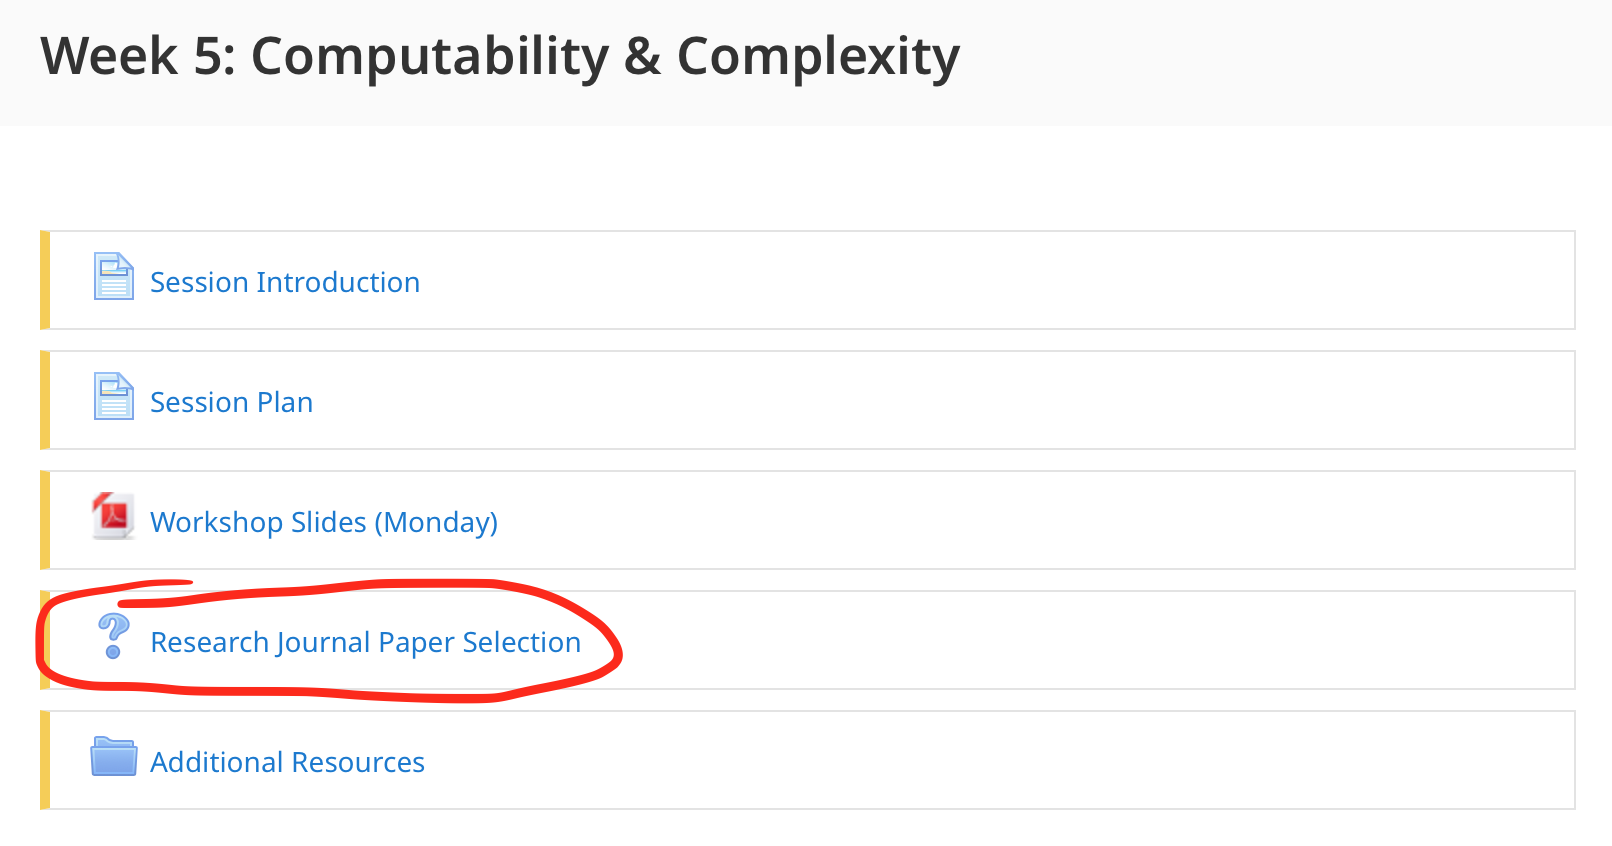 Week 5: Computability & Complexity
Session Introduction
Session Plan
Workshop Slides (Monday)
Research Journal Paper Selection
Additional Resources